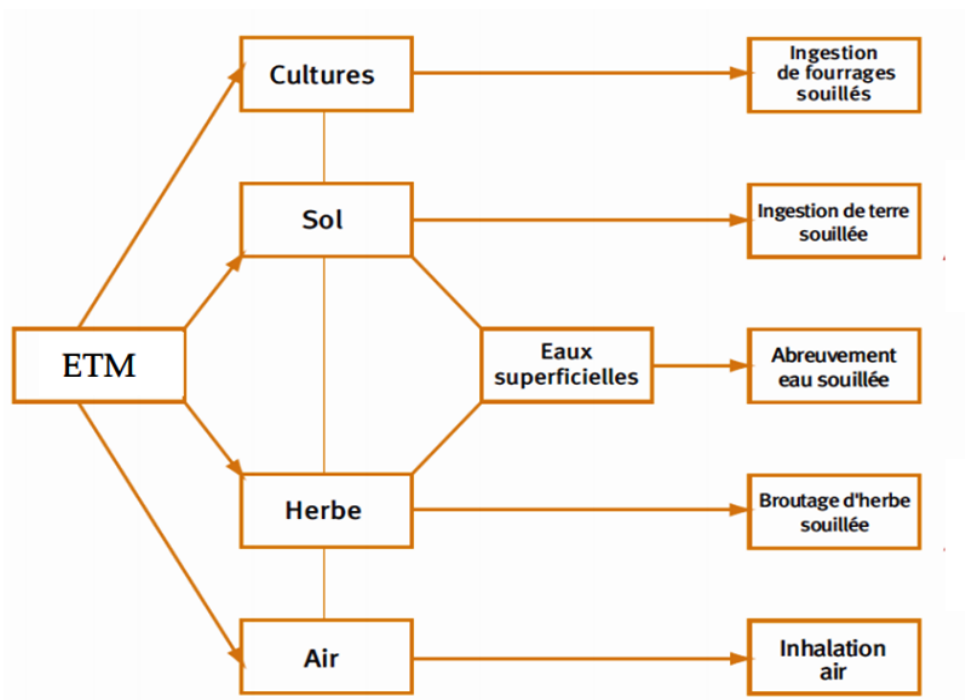 Cultures
Ingestion
de fourrages
souillés
Sol
Ingestion de terre
souillée
ETM
Eaux
superficielles
Abreuvement
eau souillée
Herbe
Broutage d'herbe
souillée
Air
Inhalation
air